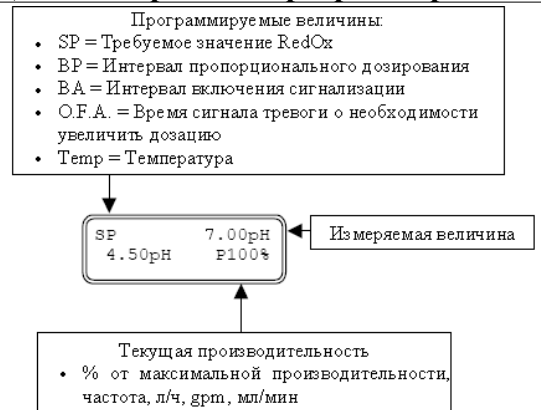 Программируемые величины:
• SP = Требуемое значение RedOx
• BP = Интервал пропорционального дозирования
• BA = Интервал включения сигнализации
• O.F.A. = Время сигнала тревоги о необходимости
увеличить дозацию
• Temp = Температура
SP 7.00pH
4.50pH P100%
Измеряемая величина
Текущая производительность
• % от максимальной производительности,
частота, л/ч, gpm, мл/мин